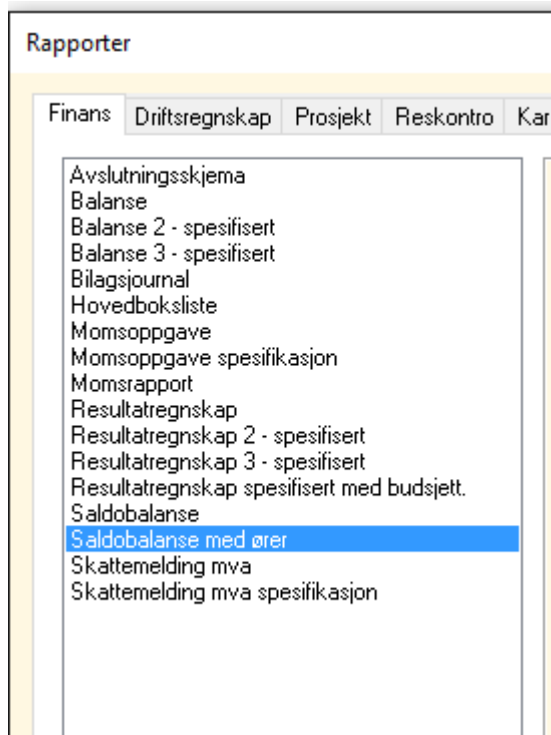 Rapporter
Finans Driftsregnskap Prosjekt Reskontro
Avslutningsskjema
Balanse
Balanse 2 - spesifisert
Balanse 3 - spesifisert
Bilagsjournal
Hovedboksliste
Momsoppgave
Momsoppgave spesifikasjon
Momsrapport
Resultatregnskap
Resultatregnskap 2 - spesifisert
Resultatregnskap 3 - spesifisert
Resultatregnskap spesifisert med budsjett.
Saldobalanse
Saldobalanse med ører
Skattemelding mva
Skattemelding mva spesifikasjon